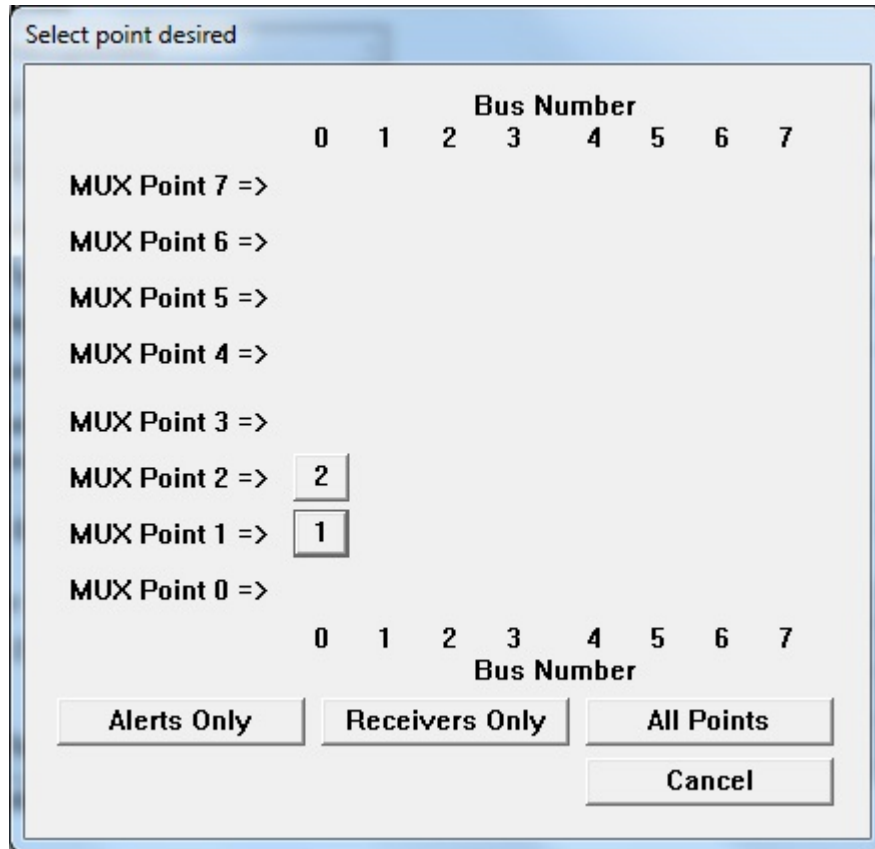 Select point desired
Bus Number
0 1 2 3 4 5 6 7
MUX Point 7 =>
MUX Point 6 =>
MUX Point 5 =>
MUX Point 4 =>
MUX Point 3 =>
MUX Point 2 => 2
MUX Point 1 => 1
MUX Point 0 =>
0 1 2 3 4 5 6 7
Bus Number
Alerts Only Receivers Only All Points
Cancel